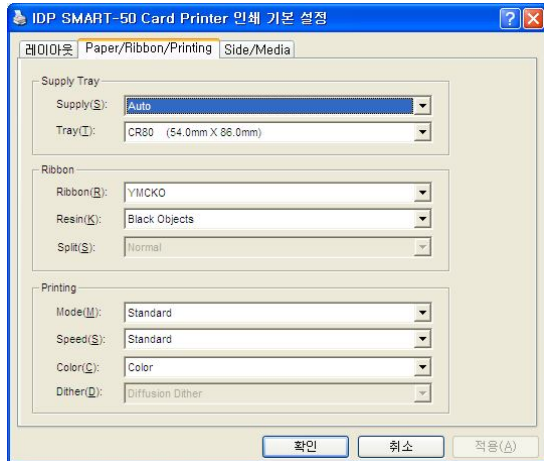 IDP SMART-50 Card Printer 인쇄 기본 설정
레이아웃 Paper/Ribbon/Printing Side/Media
Supply Tray
Supply(S): Auto
Tray(T): CR80 (54.0mm X 86.0mm)
Ribbon
Ribbon(R): YMCKO
Resin(K): Black Objects
Split(S): Normal
Printing
Mode(M): Standard
Speed(S): Standard
Color(C): Color
Dither(D): Diffusion Dither
확인 취소 적용(A)